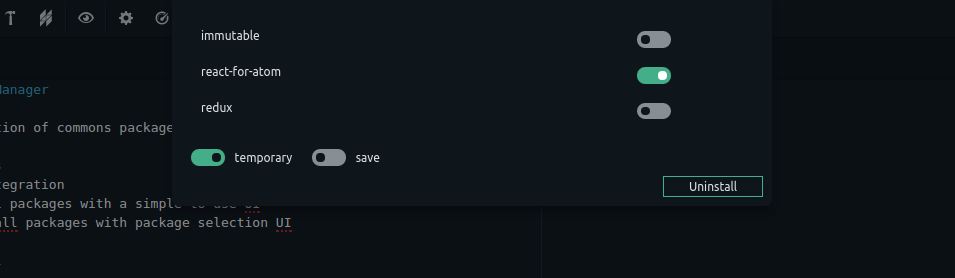 immutable
react-for-atom
Manager
redux
tion of commons package
temporary save
tegration
Uninstall
packages with a simple to use UI
all packages with package selection UI